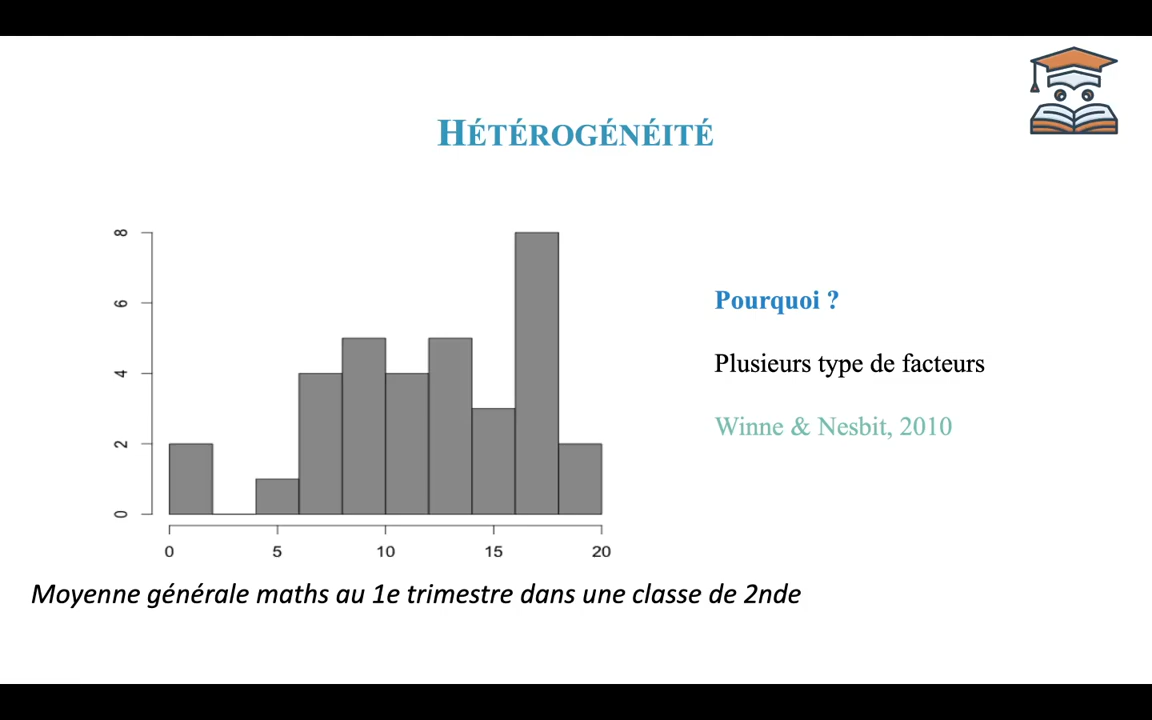 HÉTÉROGÉNÉITÉ
8
6
4
2
0
0 5 10 15 20
Pourquoi ?
Plusieurs type de facteurs
Winne & Nesbit, 2010
Moyenne générale maths au 1e trimestre dans une classe de 2nde